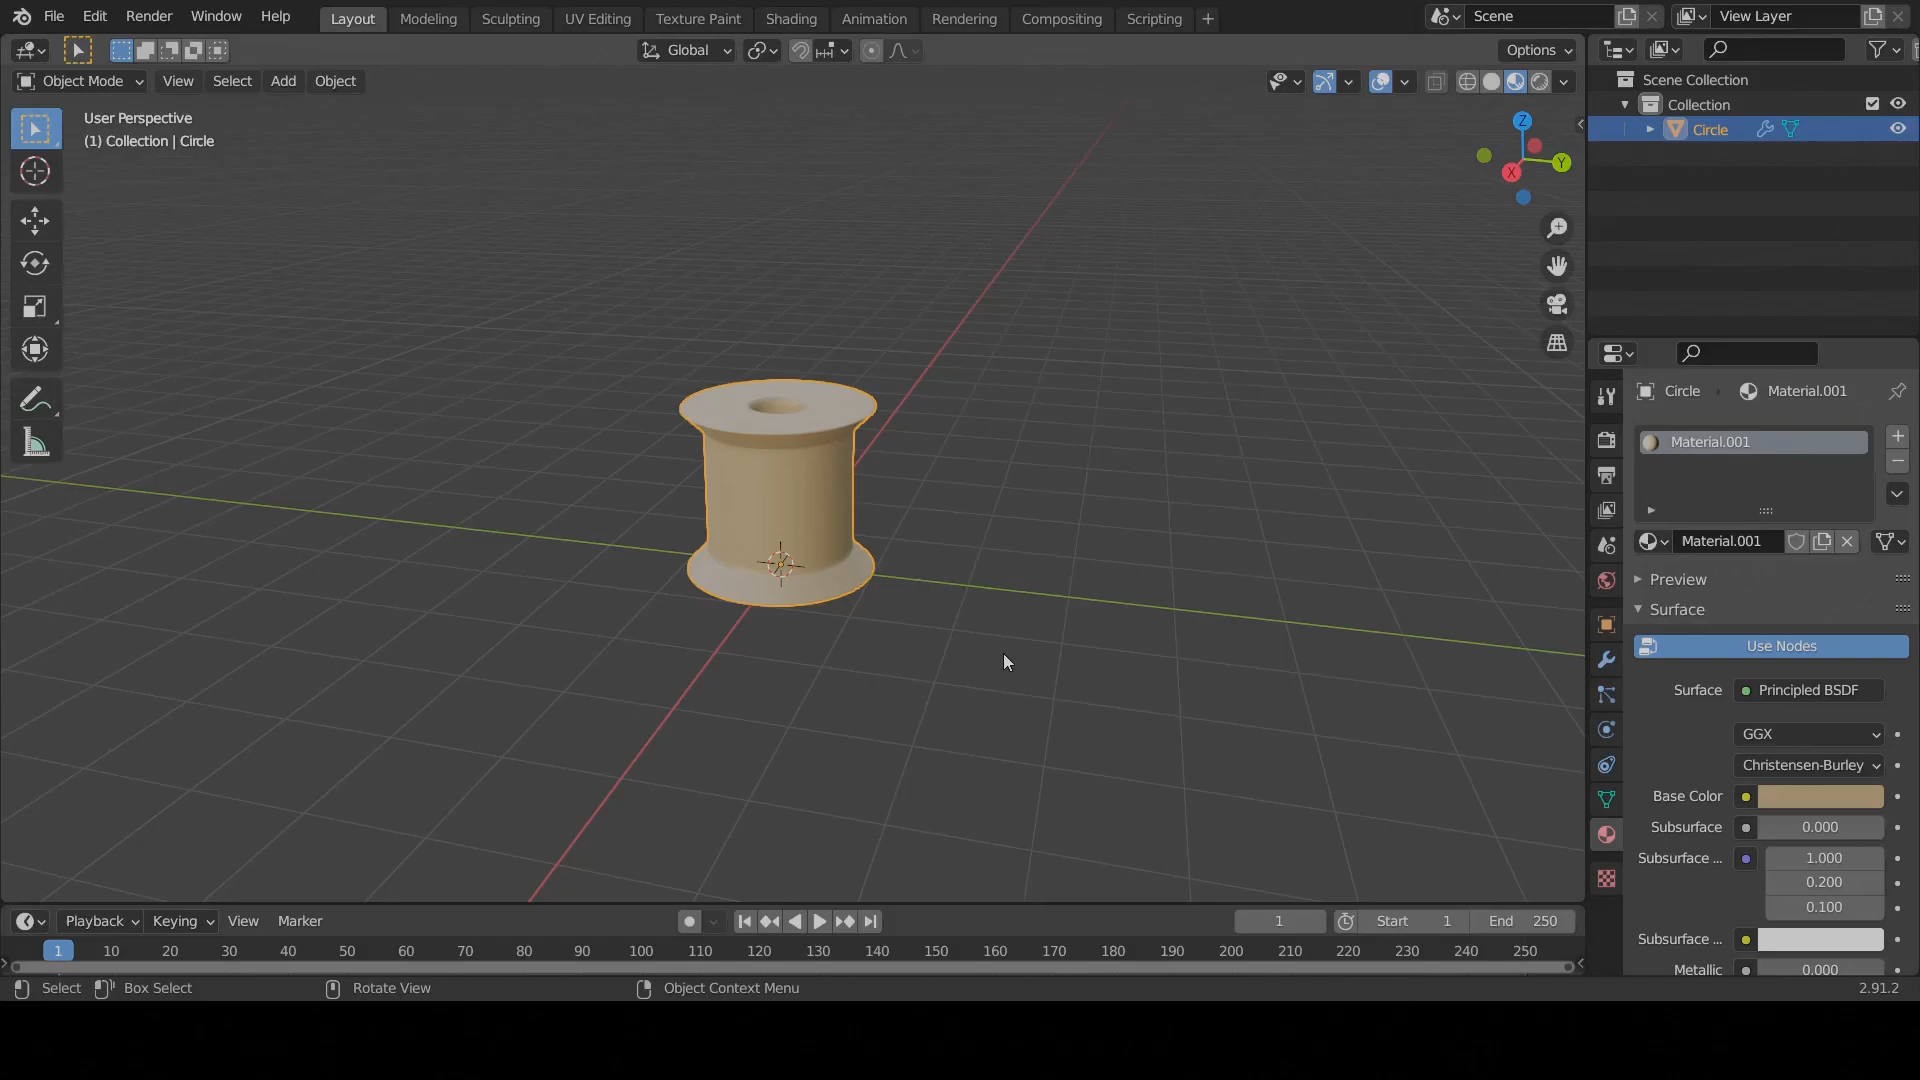 File Edit Render Window Help Layout Modeling Sculpting UV Editing Texture Paint Shading Animation Rendering Compositing Scripting + Scene View Layer
Global Options
Object Mode View Select Add Object
User Perspective
(1) Collection | Circle
Z
Y
X
Scene Collection
Collection
Circle
Circle Material.001
Material.001
Material.001
Preview
Surface
Use Nodes
Surface Principled BSDF
GGX
Christensen-Burley
Base Color
Subsurface 0.000
Subsurface ... 1.000
0.200
0.100
Subsurface ...
Metallic 0.000
Playback Keying View Marker 1 Start 1 End 250
1 10 20 30 40 50 60 70 80 90 100 110 120 130 140 150 160 170 180 190 200 210 220 230 240 250
Select Box Select Rotate View Object Context Menu 2.91.2